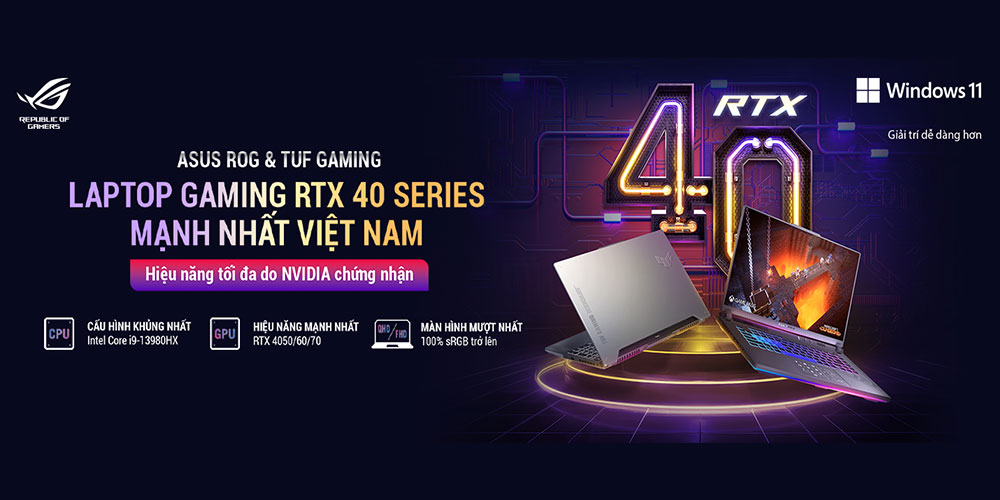 REPUBLIC OF
GAMERS
ASUS ROG & TUF GAMING
LAPTOP GAMING RTX 40 SERIES
MẠNH NHẤT VIỆT NAM
Hiệu năng tối đa do NVIDIA chứng nhận
CPU
CẤU HÌNH KHỦNG NHẤT
Intel Core i9-13980HX
GPU
HIỆU NĂNG MẠNH NHẤT
RTX 4050/60/70
QHD/FHD
MÀN HÌNH MƯỢT NHẤT
100% sRGB trở lên
40
RTX
Windows 11
Giải trí dễ dàng hơn